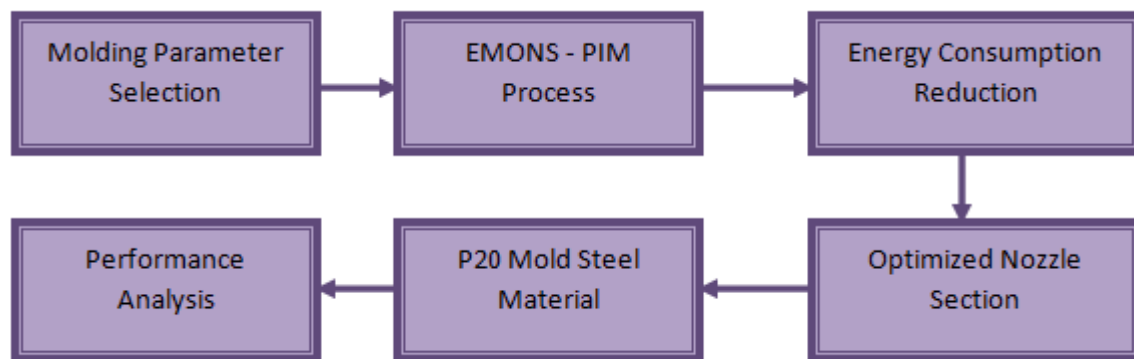 Molding Parameter
Selection
EMONS - PIM
Process
Energy Consumption
Reduction
Optimized Nozzle
Section
P20 Mold Steel
Material
Performance
Analysis